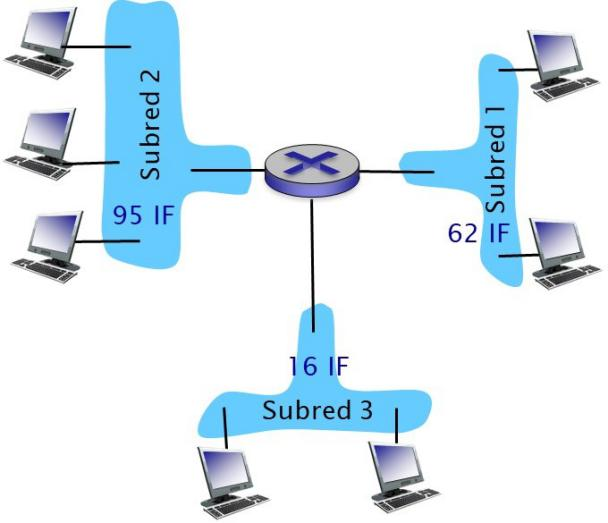 Subred 2
95 IF
Subred 1
62 IF
16 IF
Subred 3